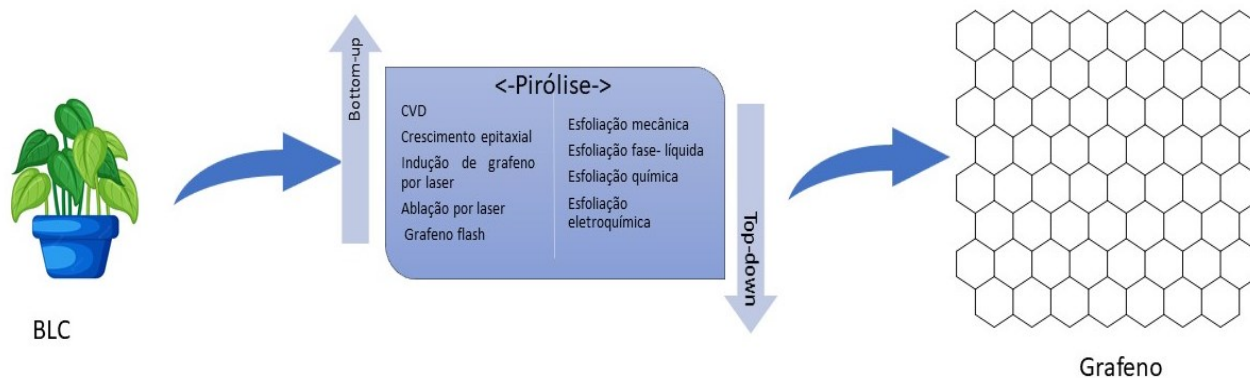 Bottom-up
<-Pirólise->
CVD
Crescimento epitaxial
Indução de grafeno
por laser
Ablação por laser
Grafeno flash
Esfoliação mecânica
Esfoliação fase- líquida
Esfoliação química
Esfoliação
eletroquímica
Top-down
BLC
Grafeno